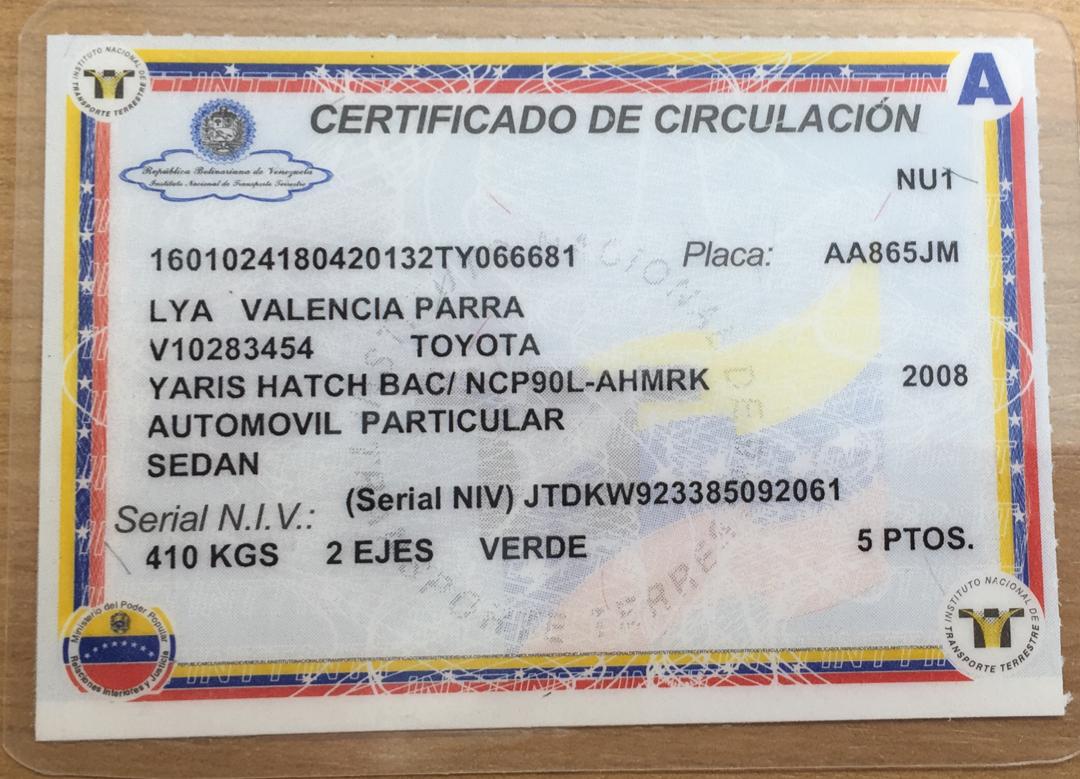 INSTITUTO NACIONAL DE TRANSPORTE TERRESTRE
A
CERTIFICADO DE CIRCULACIÓN
República Bolivariana de Venezuela
Instituto Nacional de Transporte Terrestre
NU1
1601024180420132TY066681 Placa: AA865JM
LYA VALENCIA PARRA
V10283454 TOYOTA
YARIS HATCH BAC/ NCP90L-AHMRK 2008
AUTOMOVIL PARTICULAR
SEDAN
Serial N.I.V.: (Serial NIV) JTDKW923385092061
410 KGS 2 EJES VERDE 5 PTOS.
Ministerio del Poder Popular
Relaciones Interiores y Justicia
INSTITUTO NACIONAL DE TRANSPORTE TERRESTRE